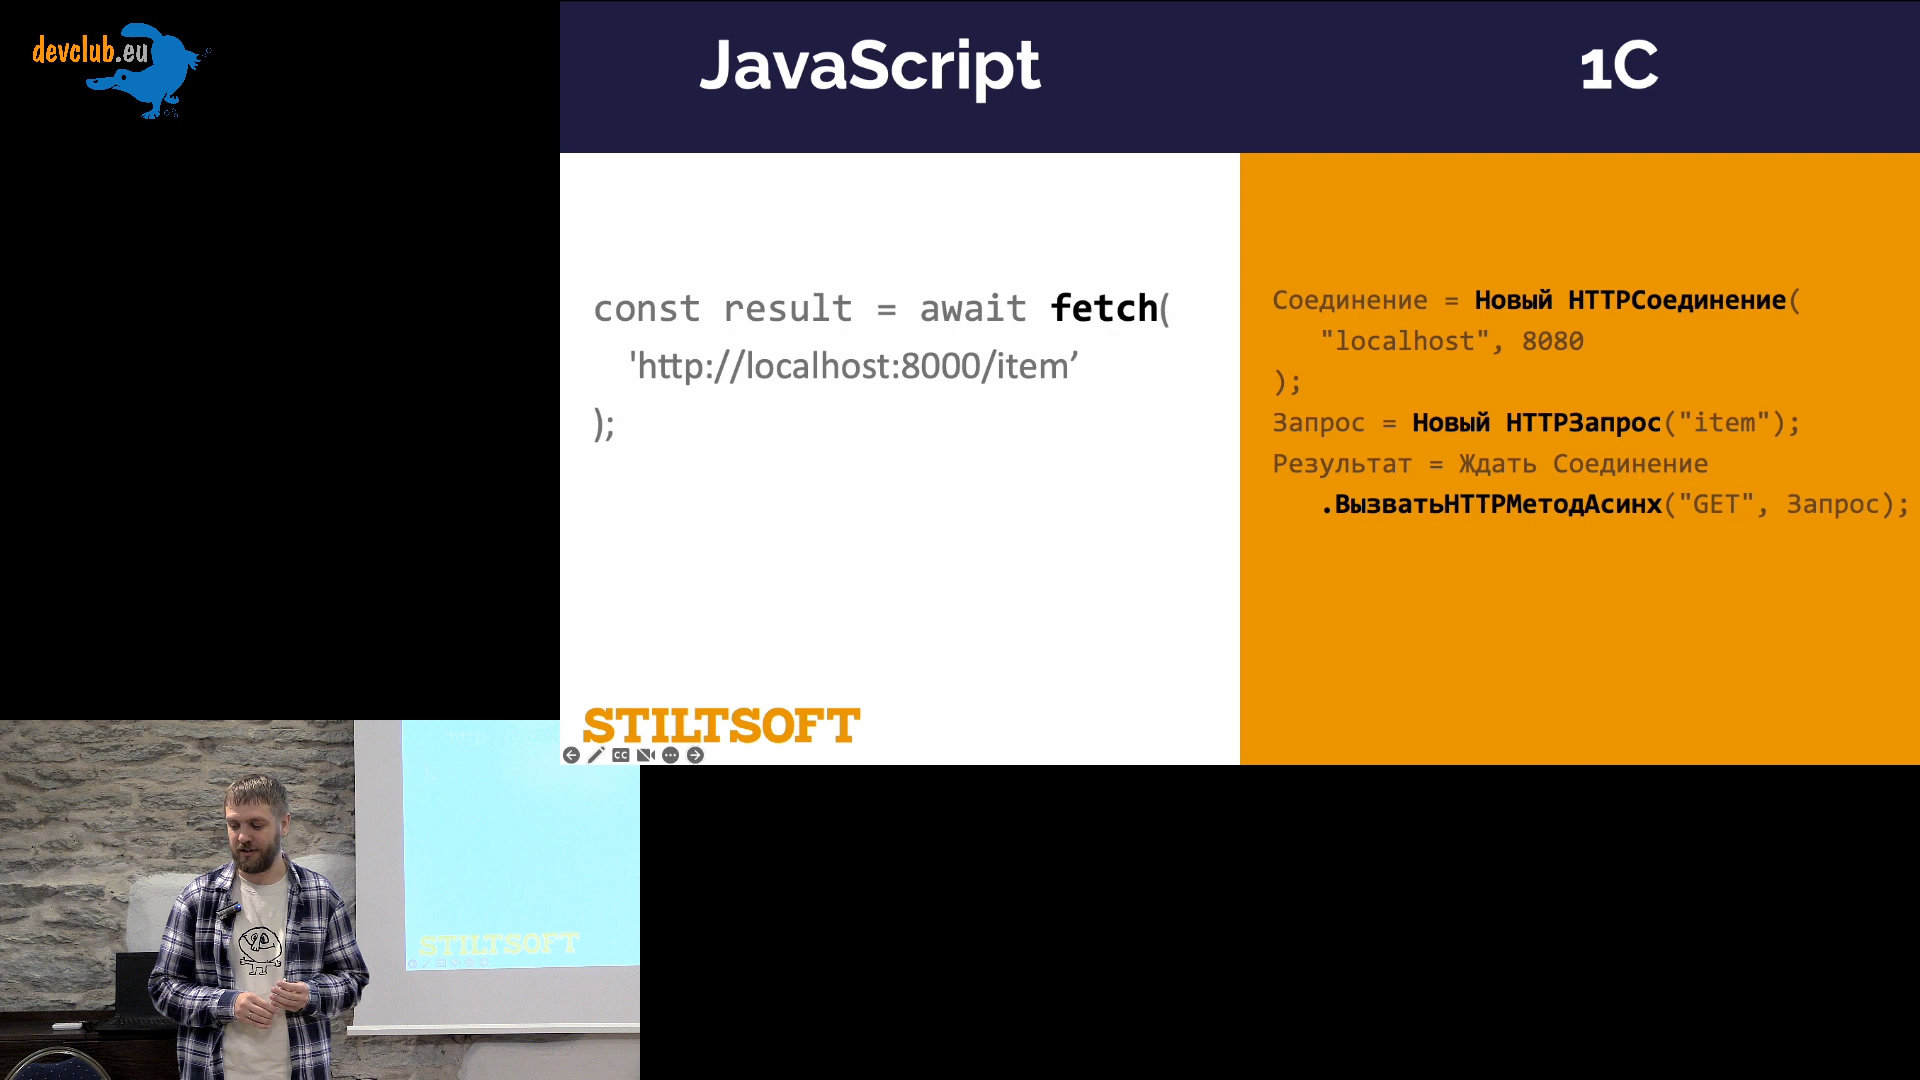 devclub.eu
JavaScript
1C
const result = await fetch(
'http://localhost:8000/item’
);
Соединение = Новый HTTPСоединение(
"localhost", 8080
);
Запрос = Новый HTTPЗапрос("item");
Результат = Ждать Соединение
.ВызватьHTTPМетодАсинх("GET", Запрос);
STILTSOFT
CC
STILTSOFT